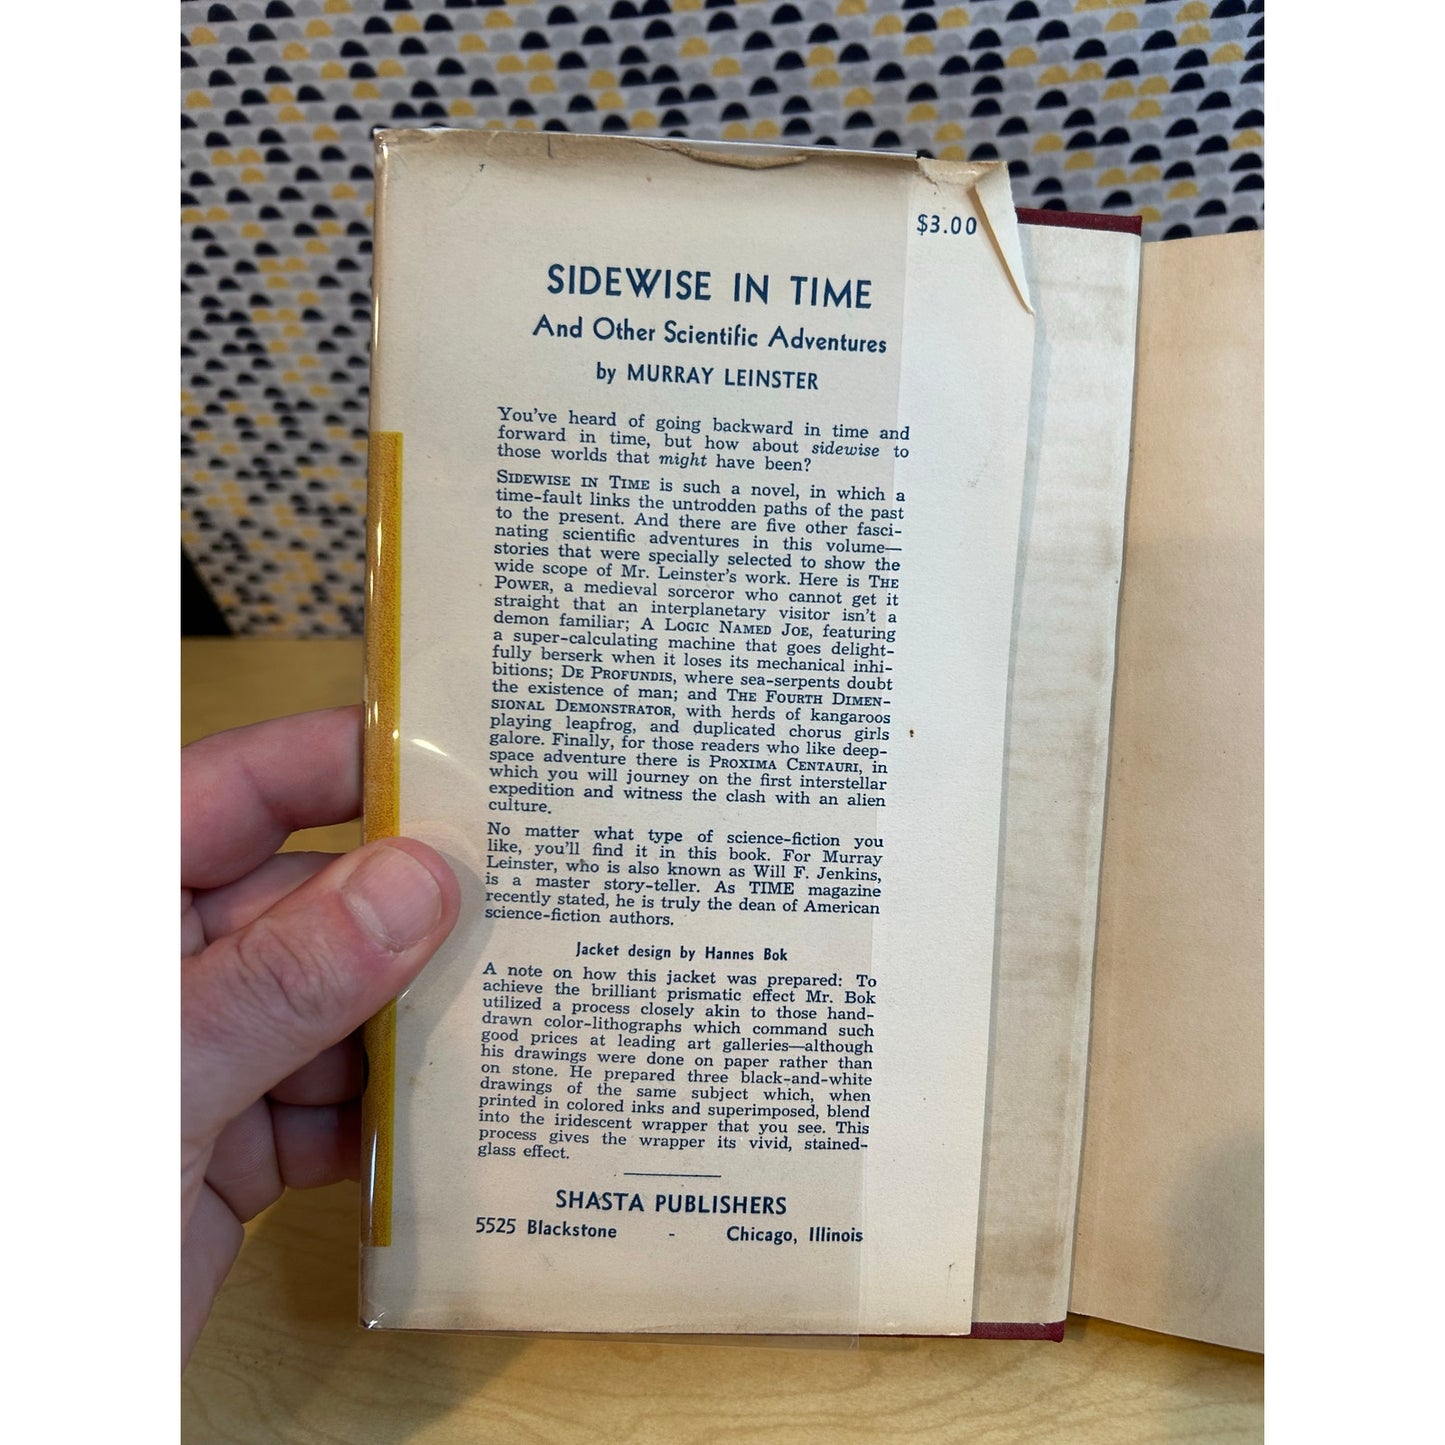 $3.00
SIDEWISE IN TIME
And Other Scientific Adventures
by MURRAY LEINSTER
You've heard of going backward in time and
forward in time, but how about sidewise to
those worlds that might have been?
SIDEWISE IN TIME is such a novel, in which a
time-fault links the untrodden paths of the past
to the present. And there are five other fasci-
nating scientific adventures in this volume—
stories that were specially selected to show the
wide scope of Mr. Leinster's work. Here is THE
POWER, a medieval sorceror who cannot get it
straight that an interplanetary visitor isn't a
demon familiar; A LOGIC NAMED JOE, featuring
a super-calculating machine that goes delight-
fully berserk when it loses its mechanical inhi-
bitions; DE PROFUNDIS, where sea-serpents doubt
the existence of man; and THE FOURTH DIMEN-
SIONAL DEMONSTRATOR, with herds of kangaroos
playing leapfrog, and duplicated chorus girls
galore. Finally, for those readers who like deep-
space adventure there is PROXIMA CENTAURI, in
which you will journey on the first interstellar
expedition and witness the clash with an alien
culture.
No matter what type of science-fiction you
like, you'll find it in this book. For Murray
Leinster, who is also known as Will F. Jenkins,
is a master story-teller. As TIME magazine
recently stated, he is truly the dean of American
science-fiction authors.
Jacket design by Hannes Bok
A note on how this jacket was prepared: To
achieve the brilliant prismatic effect Mr. Bok
utilized a process closely akin to those hand-
drawn color-lithographs which command such
good prices at leading art galleries—although
his drawings were done on paper rather than
on stone. He prepared three black-and-white
drawings of the same subject which, when
printed in colored inks and superimposed, blend
into the iridescent wrapper that you see. This
process gives the wrapper its vivid, stained-
glass effect.
SHASTA PUBLISHERS
5525 Blackstone - Chicago, Illinois